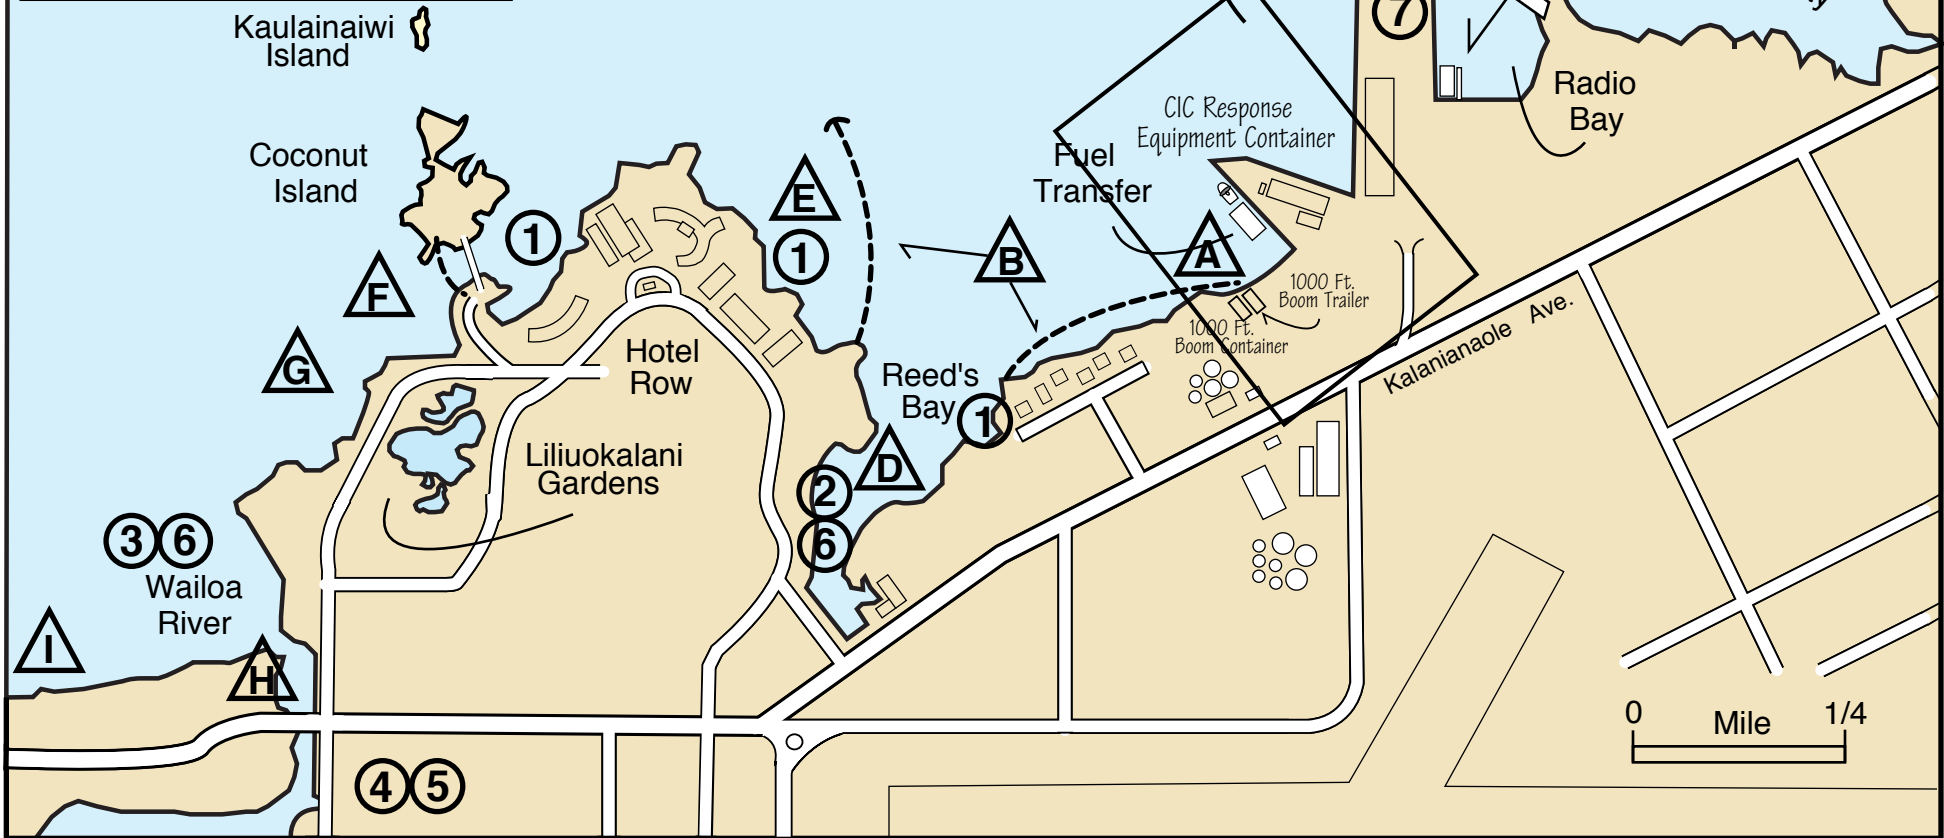 Kaulainaiwi
Island
7
Radio
Bay
CIC Response
Equipment Container
Coconut
Island
Fuel
Transfer
E
1
1
B
A
F
1000 Ft.
Boom Trailer
1000 Ft.
Boom Container
Kalanianaole Ave.
G
Hotel
Row
Reed's
Bay
1
D
Liliuokalani
Gardens
2
6
3 6
Wailoa
River
I
H
0 Mile 1/4
4 5